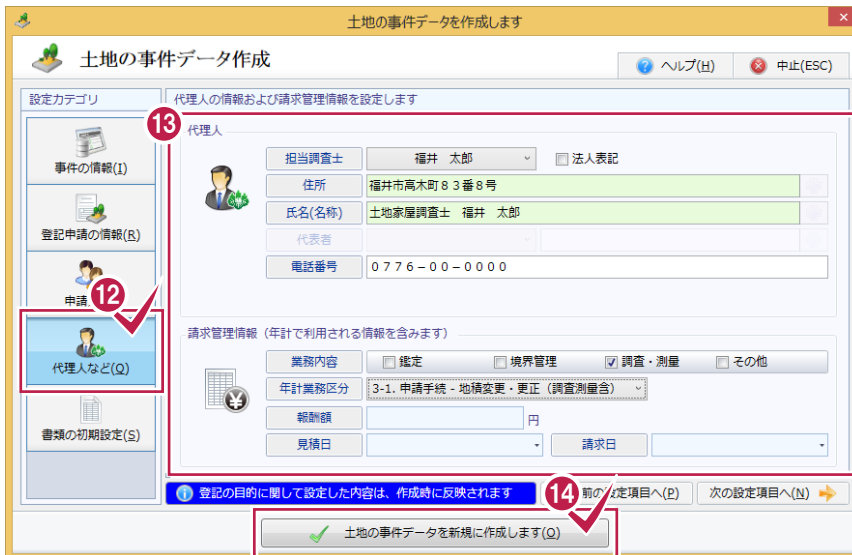 土地の事件データを作成します
土地の事件データ作成
ヘルプ(H) 中止(ESC)
設定カテゴリ
代理人の情報および請求管理情報を設定します
13
事件の情報(I)
登記申請の情報(R)
申請
12
代理人など(Q)
書類の初期設定(S)
代理人
担当調査士 福井 太郎 法人表記
住所 福井市高木町83番8号
氏名(名称) 土地家屋調査士 福井 太郎
代表者
電話番号 0776-00-0000
請求管理情報(年計で利用される情報を含みます)
業務内容 鑑定 境界管理 調査・測量 その他
年計業務区分 3-1. 申請手続 - 地積変更・更正(調査測量含)
報酬額 円
見積日 請求日
登記の目的に関して設定した内容は、作成時に反映されます 前の設定項目へ(P) 次の設定項目へ(N)
14
土地の事件データを新規に作成します(O)